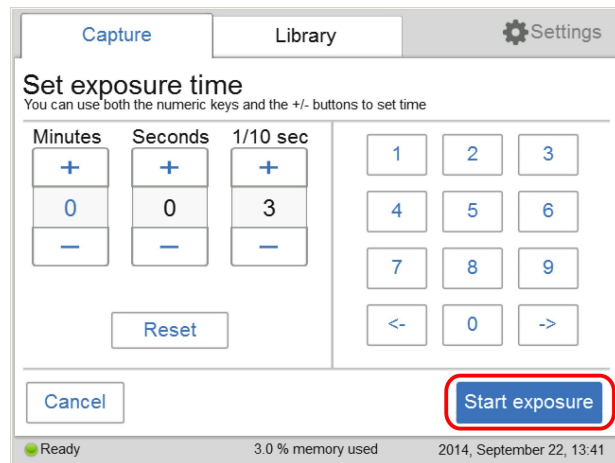 Capture
Library
Settings
Set exposure time
You can use both the numeric keys and the +/- buttons to set time
Minutes Seconds 1/10 sec
+ + +
0 0 3
− − −
1 2 3
4 5 6
7 8 9
<- 0 ->
Reset
Cancel
Start exposure
Ready
3.0 % memory used
2014, September 22, 13:41